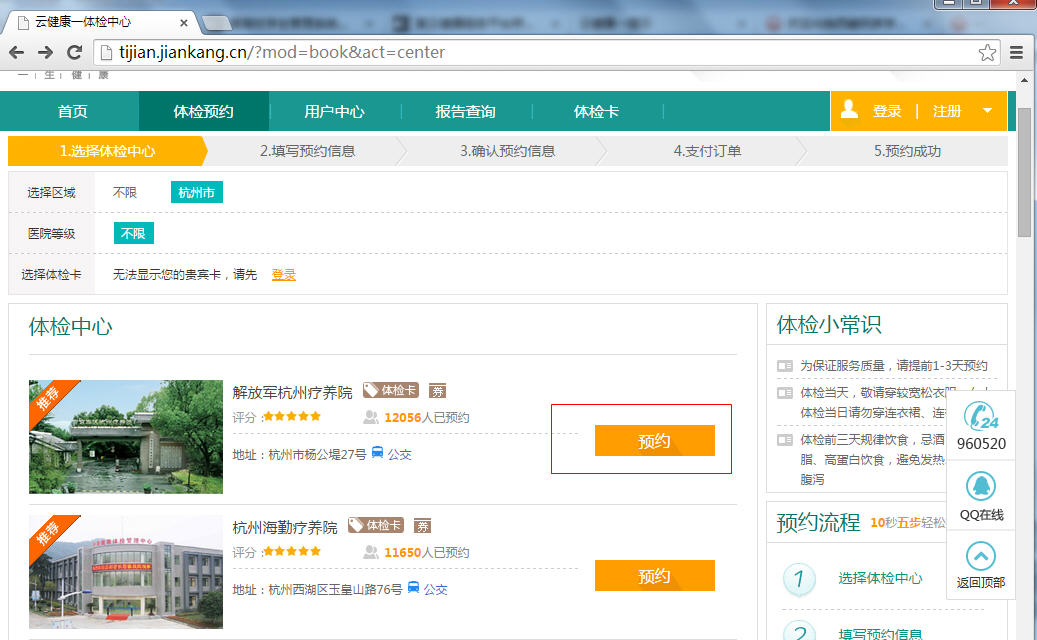 云健康—体检中心
tijian.jiankang.cn/?mod=book&act=center
一 | 生 | 健 | 康
首页 体检预约 用户中心 报告查询 体检卡 登录 | 注册
1.选择体检中心 2.填写预约信息 3.确认预约信息 4.支付订单 5.预约成功
选择区域 不限 杭州市
医院等级 不限
选择体检卡 无法显示您的贵宾卡，请先 登录
体检中心
推荐
解放军杭州疗养院 体检卡 券
评分： 12056人已预约
预约
地址：杭州市杨公堤27号 公交
推荐
杭州海勤疗养院 体检卡 券
评分： 11650人已预约
预约
地址：杭州西湖区玉皇山路76号 公交
体检小常识
为保证服务质量，请提前1-3天预约
体检当天，敬请穿较宽松衣
体检当日请勿穿连衣裙、连
体检前三天规律饮食，忌酒
脂、高蛋白饮食，避免发热
腹泻
预约流程 10秒五步轻松
1 选择体检中心
2 填写预约信息
24
960520
QQ在线
返回顶部